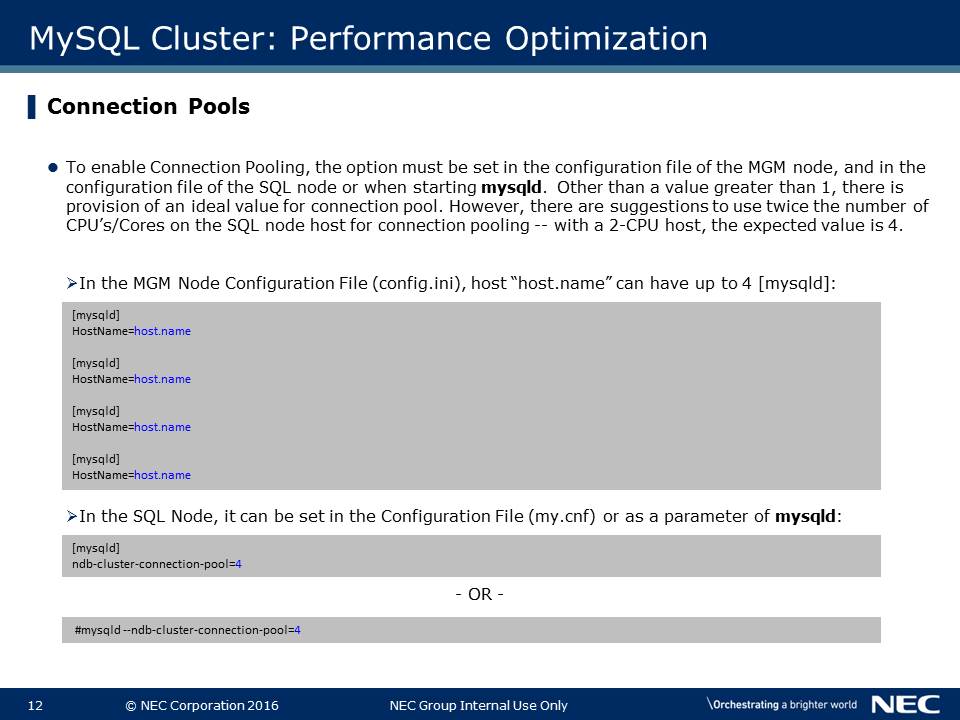 MySQL Cluster: Performance Optimization
Connection Pools
To enable Connection Pooling, the option must be set in the configuration file of the MGM node, and in the
configuration file of the SQL node or when starting mysqld.  Other than a value greater than 1, there is
provision of an ideal value for connection pool. However, there are suggestions to use twice the number of
CPU’s/Cores on the SQL node host for connection pooling -- with a 2-CPU host, the expected value is 4.
In the MGM Node Configuration File (config.ini), host “host.name” can have up to 4 [mysqld]:
[mysqld]
HostName=host.name
[mysqld]
HostName=host.name
[mysqld]
HostName=host.name
[mysqld]
HostName=host.name
In the SQL Node, it can be set in the Configuration File (my.cnf) or as a parameter of mysqld:
[mysqld]
ndb-cluster-connection-pool=4
- OR -
#mysqld --ndb-cluster-connection-pool=4
12 © NEC Corporation 2016 NEC Group Internal Use Only \Orchestrating a brighter world NEC